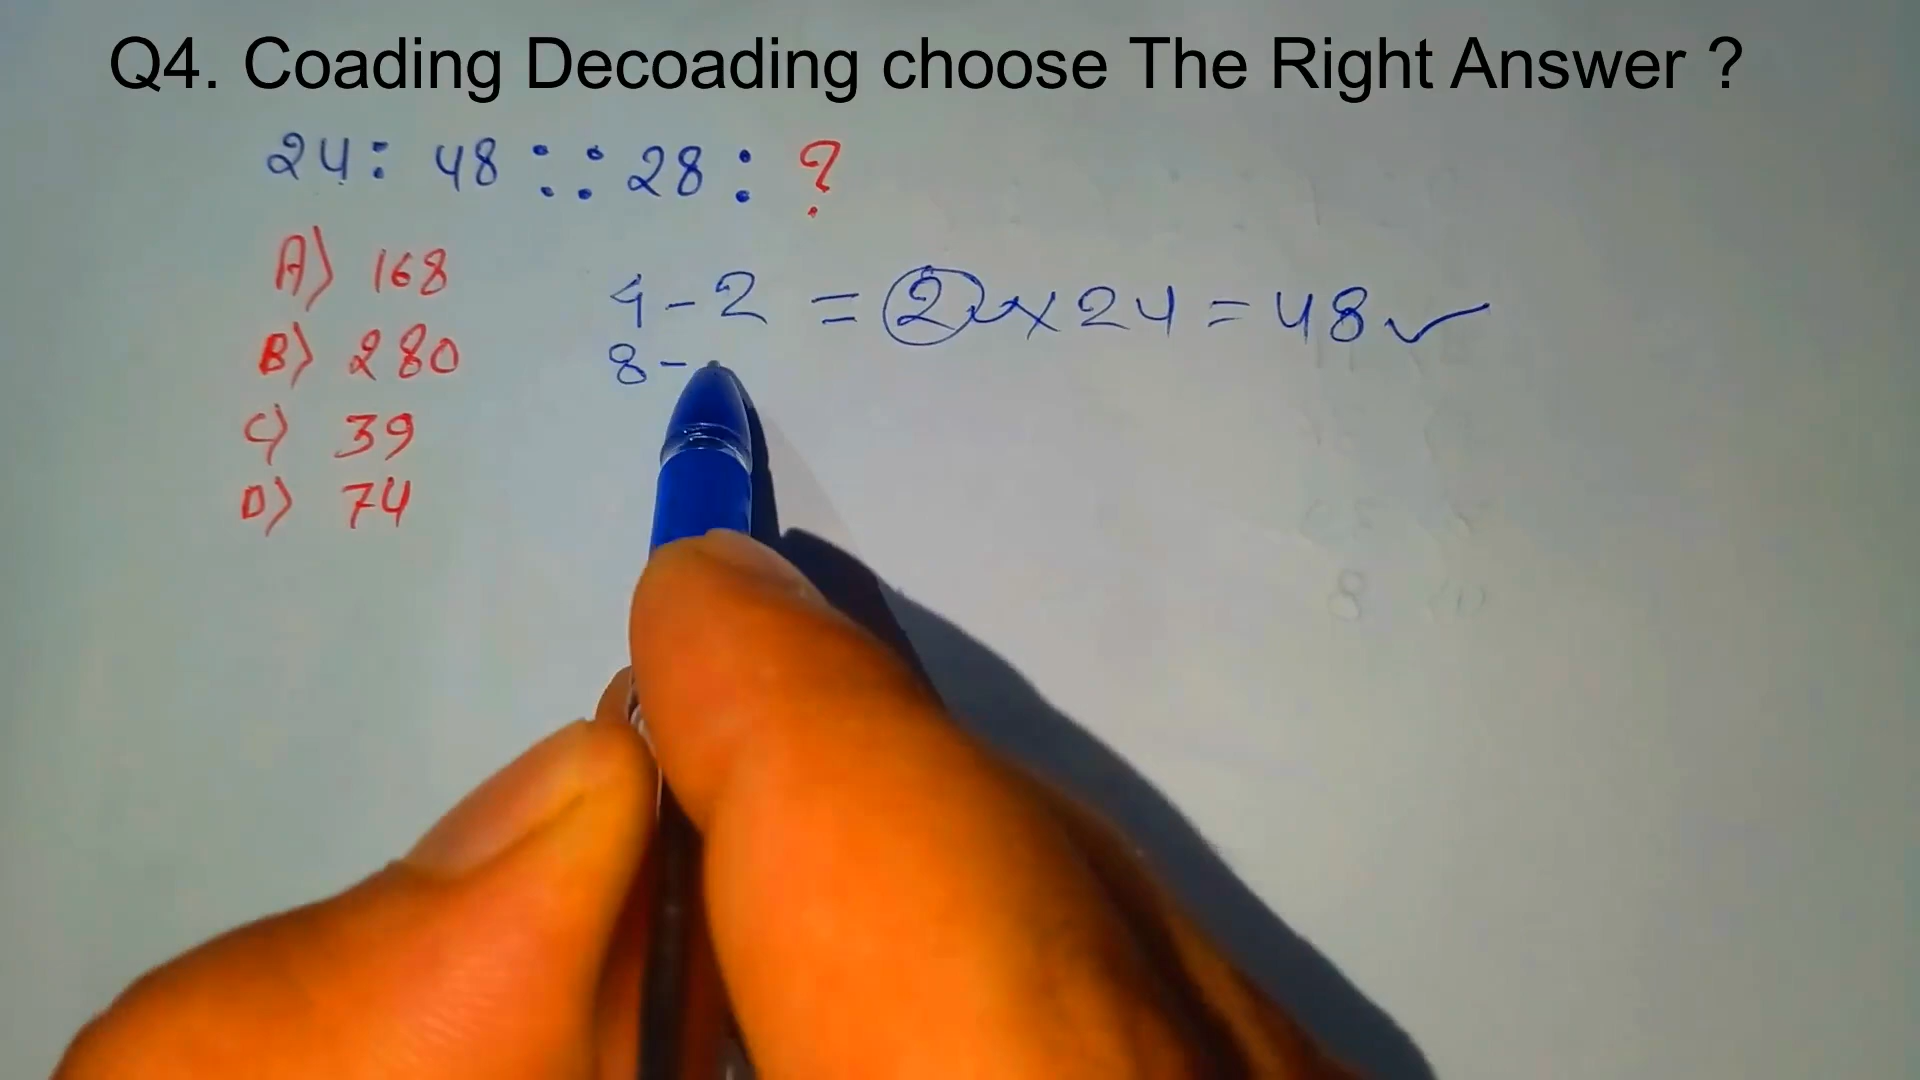 Q4. Coading Decoading choose The Right Answer ?
24: 48 :: 28 : ?
A) 168
B) 280
C) 39
D) 74
4-2 = 2 × 24 = 48 ✓
8-